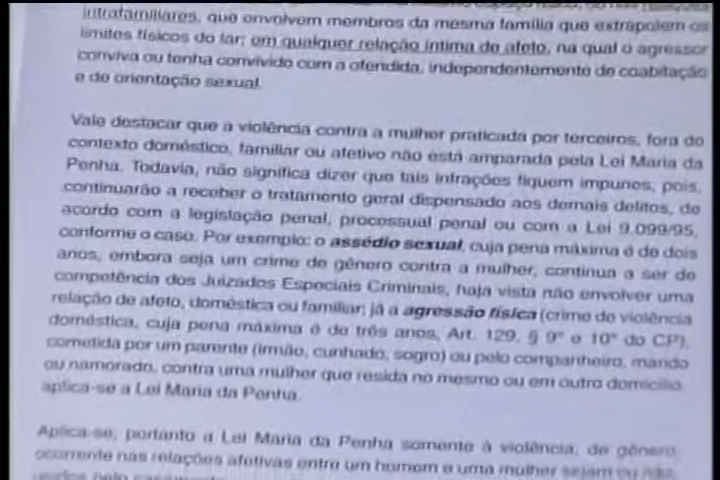 intrafamiliares, que envolvem membros da mesma família que extrapolem os
limites físicos do lar; em qualquer relação íntima de afeto, na qual o agressor
conviva ou tenha convivido com a ofendida, independentemente de coabitação
e de orientação sexual.
Vale destacar que a violência contra a mulher praticada por terceiros, fora do
contexto doméstico, familiar ou afetivo não está amparada pela Lei Maria da
Penha. Todavia, não significa dizer que tais infrações fiquem impunes, pois,
continuarão a receber o tratamento geral dispensado aos demais delitos, de
acordo com a legislação penal, processual penal ou com a Lei 9.099/95,
conforme o caso. Por exemplo: o assédio sexual, cuja pena máxima é de dois
anos, embora seja um crime de gênero contra a mulher, continua a ser de
competência dos Juizados Especiais Criminais, haja vista não envolver uma
relação de afeto, doméstica ou familiar; já a agressão física (crime de violência
doméstica, cuja pena máxima é de três anos, Art. 129, § 9º e 10º do CP),
cometida por um parente (irmão, cunhado, sogro) ou pelo companheiro, marido
ou namorado, contra uma mulher que resida no mesmo ou em outro domicílio,
aplica-se a Lei Maria da Penha.
Aplica-se, portanto a Lei Maria da Penha somente à violência, de gênero,
ocorrente nas relações afetivas entre um homem e uma mulher sejam ou não